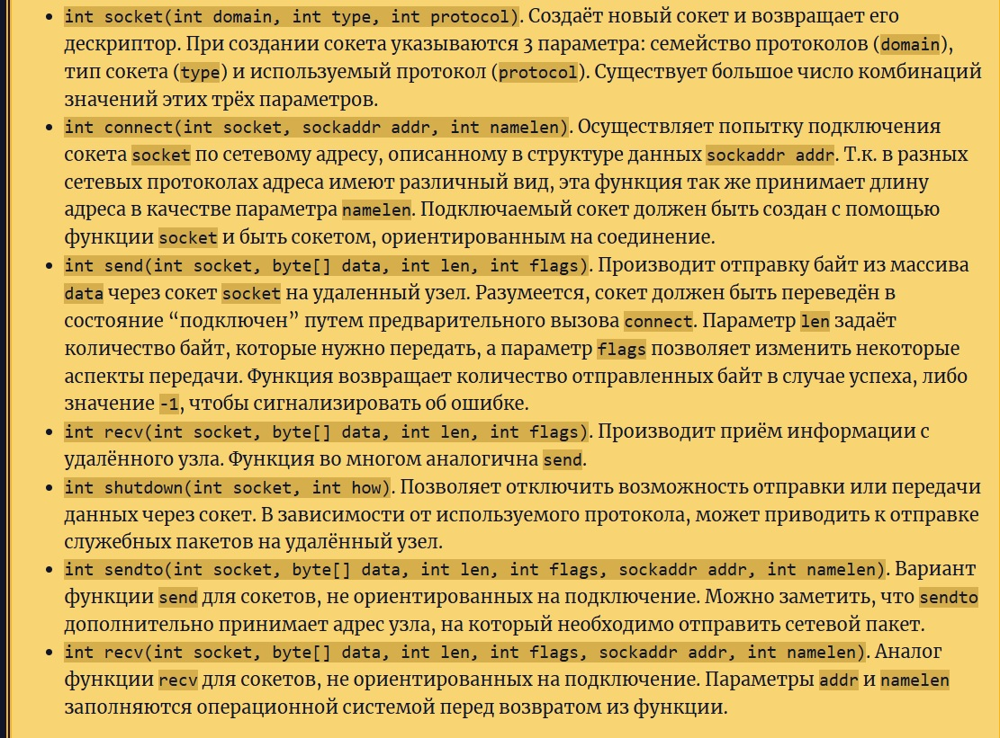 • int socket(int domain, int type, int protocol). Создаёт новый сокет и возвращает его
дескриптор. При создании сокета указываются 3 параметра: семейство протоколов (domain),
тип сокета (type) и используемый протокол (protocol). Существует большое число комбинаций
значений этих трёх параметров.
• int connect(int socket, sockaddr addr, int namelen). Осуществляет попытку подключения
сокета socket по сетевому адресу, описанному в структуре данных sockaddr addr. Т.к. в разных
сетевых протоколах адреса имеют различный вид, эта функция так же принимает длину
адреса в качестве параметра namelen. Подключаемый сокет должен быть создан с помощью
функции socket и быть сокетом, ориентированным на соединение.
• int send(int socket, byte[] data, int len, int flags). Производит отправку байт из массива
data через сокет socket на удаленный узел. Разумеется, сокет должен быть переведён в
состояние “подключен” путем предварительного вызова connect. Параметр len задаёт
количество байт, которые нужно передать, а параметр flags позволяет изменить некоторые
аспекты передачи. Функция возвращает количество отправленных байт в случае успеха, либо
значение -1, чтобы сигнализировать об ошибке.
• int recv(int socket, byte[] data, int len, int flags). Производит приём информации с
удалённого узла. Функция во многом аналогична send.
• int shutdown(int socket, int how). Позволяет отключить возможность отправки или передачи
данных через сокет. В зависимости от используемого протокола, может приводить к отправке
служебных пакетов на удалённый узел.
• int sendto(int socket, byte[] data, int len, int flags, sockaddr addr, int namelen). Вариант
функции send для сокетов, не ориентированных на подключение. Можно заметить, что sendto
дополнительно принимает адрес узла, на который необходимо отправить сетевой пакет.
• int recv(int socket, byte[] data, int len, int flags, sockaddr addr, int namelen). Аналог
функции recv для сокетов, не ориентированных на подключение. Параметры addr и namelen
заполняются операционной системой перед возвратом из функции.